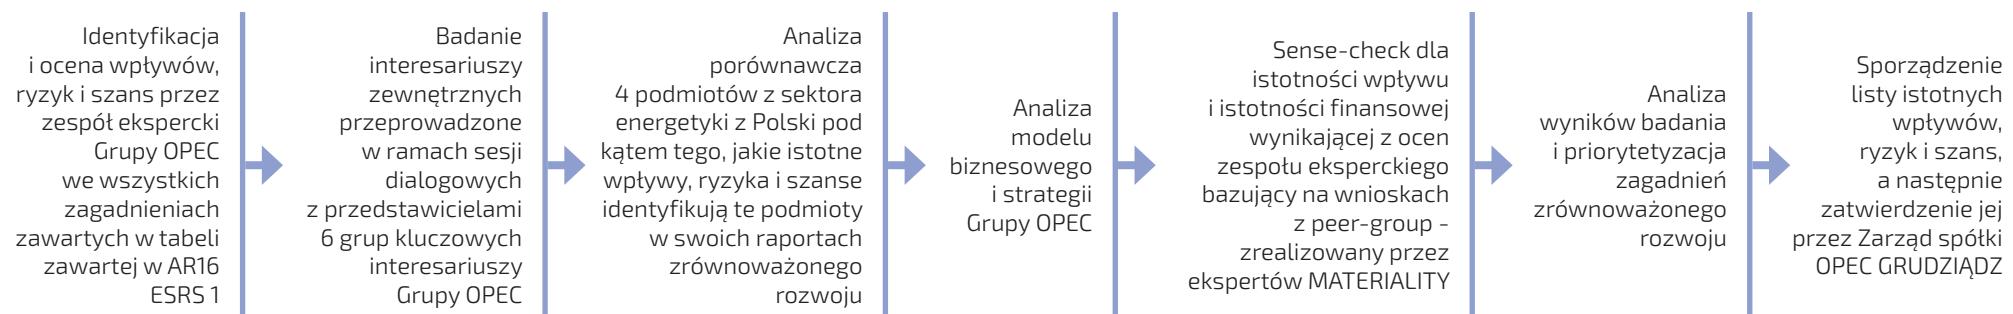 Identyfikacja
i ocena wpływów,
ryzyk i szans przez
zespół ekspercki
Grupy OPEC
we wszystkich
zagadnieniach
zawartych w tabeli
zawartej w AR16
ESRS 1
Badanie
interesariuszy
zewnętrznych
przeprowadzone
w ramach sesji
dialogowych
z przedstawicielami
6 grup kluczowych
interesariuszy
Grupy OPEC
Analiza
porównawcza
4 podmiotów z sektora
energetyki z Polski pod
kątem tego, jakie istotne
wpływy, ryzyka i szanse
identyfikują te podmioty
w swoich raportach
zrównoważonego
rozwoju
Analiza
modelu
biznesowego
i strategii
Grupy OPEC
Sense-check dla
istotności wpływu
i istotności finansowej
wynikającej z ocen
zespołu eksperckiego
bazujący na wnioskach
z peer-group -
zrealizowany przez
ekspertów MATERIALITY
Analiza
wyników badania
i priorytetyzacja
zagadnień
zrównoważonego
rozwoju
Sporządzenie
listy istotnych
wpływów,
ryzyk i szans,
a następnie
zatwierdzenie jej
przez Zarząd spółki
OPEC GRUDZIĄDZ